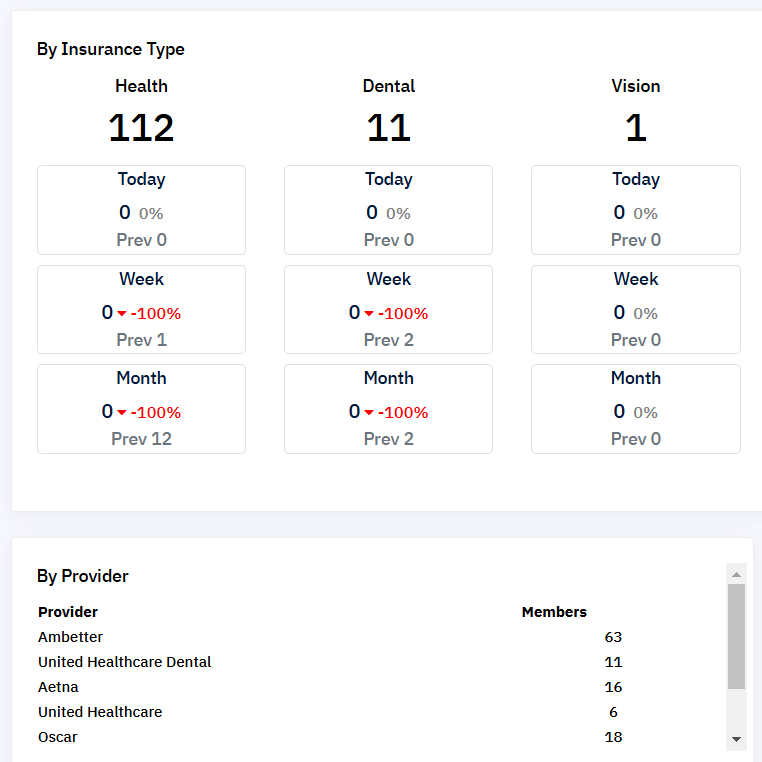 By Insurance Type
Health Dental Vision
112 11 1
Today Today Today
0 0% 0 0% 0 0%
Prev 0 Prev 0 Prev 0
Week Week Week
0 -100% 0 -100% 0 0%
Prev 1 Prev 2 Prev 0
Month Month Month
0 -100% 0 -100% 0 0%
Prev 12 Prev 2 Prev 0
By Provider
Provider Members
Ambetter 63
United Healthcare Dental 11
Aetna 16
United Healthcare 6
Oscar 18